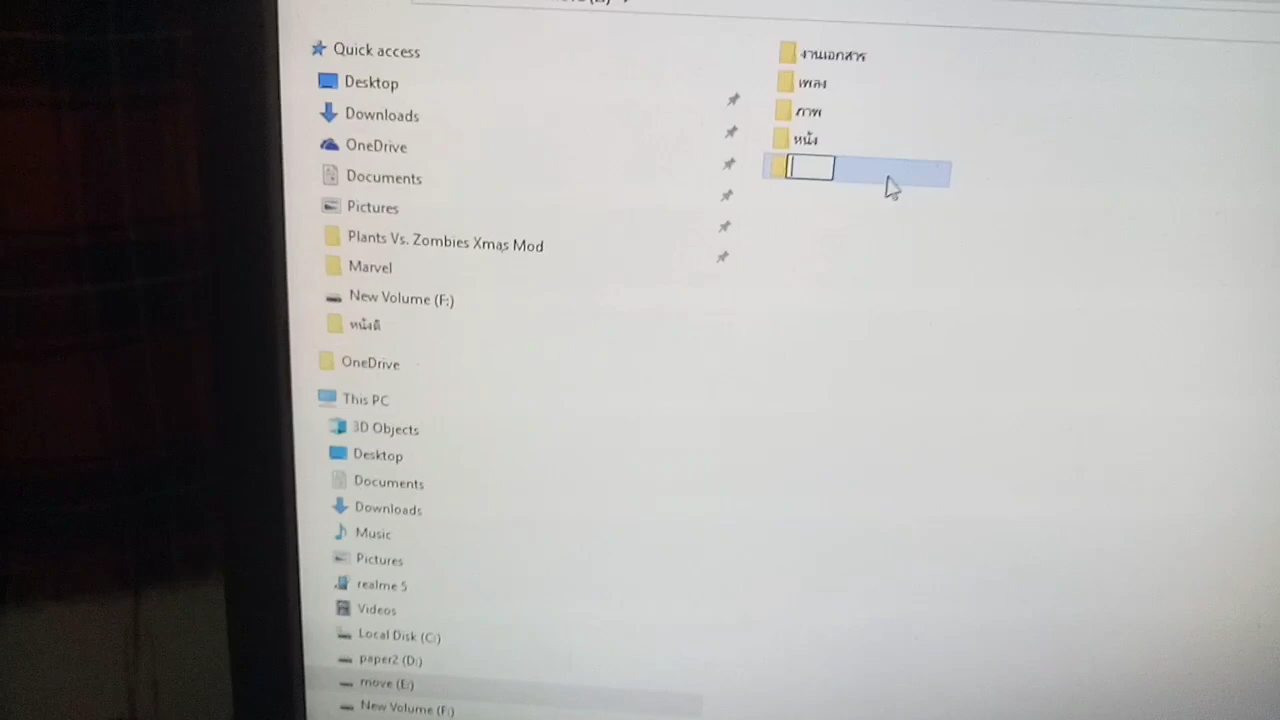 Quick access
Desktop
Downloads
OneDrive
Documents
Pictures
Plants Vs. Zombies Xmas Mod
Marvel
New Volume (F:)
หนังดิ
OneDrive
This PC
3D Objects
Desktop
Documents
Downloads
Music
Pictures
realme 5
Videos
Local Disk (C:)
paper2 (D:)
move (E:)
New Volume (F:)
งานเอกสาร
เพลง
ภาพ
หนัง